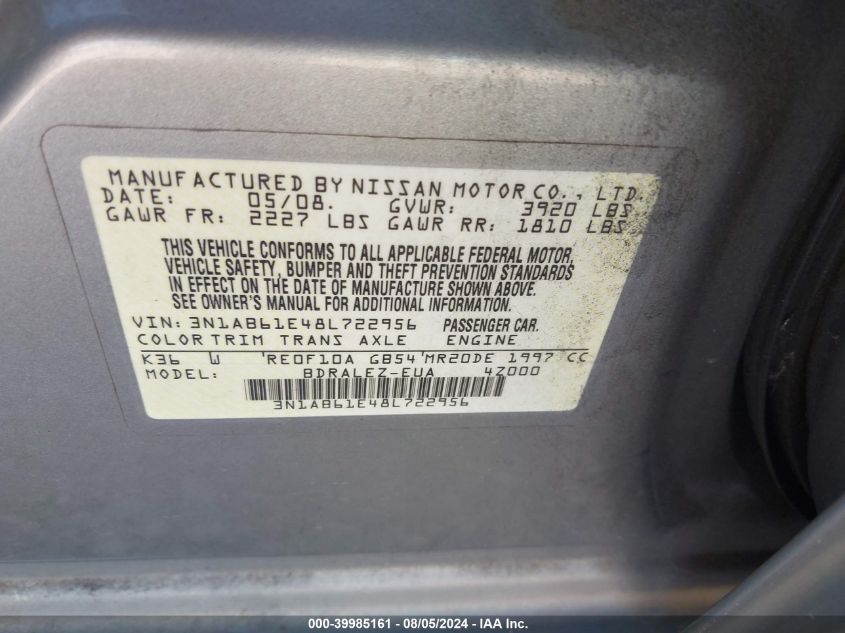 MANUFACTURED BY NISSAN MOTOR CO., LTD.
DATE: 05/08. GVWR: 3920 LBS
GAWR FR: 2227 LBS GAWR RR: 1810 LBS
THIS VEHICLE CONFORMS TO ALL APPLICABLE FEDERAL MOTOR,
VEHICLE SAFETY, BUMPER AND THEFT PREVENTION STANDARDS
IN EFFECT ON THE DATE OF MANUFACTURE SHOWN ABOVE.
SEE OWNER'S MANUAL FOR ADDITIONAL INFORMATION.
VIN: 3N1AB61E48L722956 PASSENGER CAR.
COLOR TRIM TRANS AXLE ENGINE
K36 W 'RE0F10A GB54'MR20DE 1997 CC
MODEL: BDRALEZ-EUA 4Z000
3N1AB61E48L722956
000-39985161 - 08/05/2024 - IAA Inc.